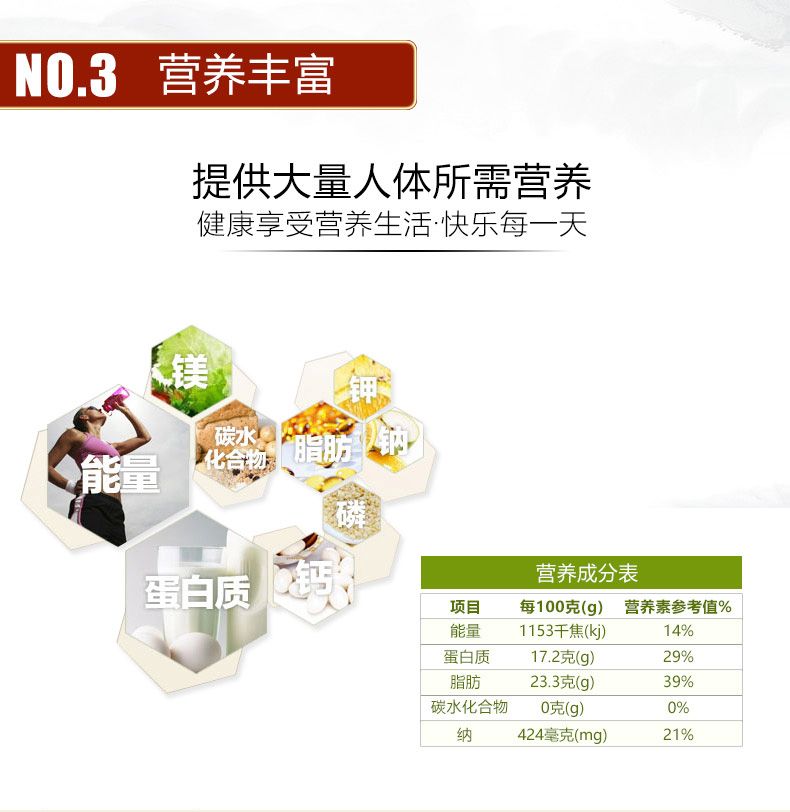 NO.3 营养丰富
提供大量人体所需营养
健康享受营养生活·快乐每一天
镁
钾
碳水
化合物
脂肪
钠
能量
磷
钙
蛋白质
营养成分表
项目 每100克(g) 营养素参考值%
能量 1153千焦(kj) 14%
蛋白质 17.2克(g) 29%
脂肪 23.3克(g) 39%
碳水化合物 0克(g) 0%
纳 424毫克(mg) 21%